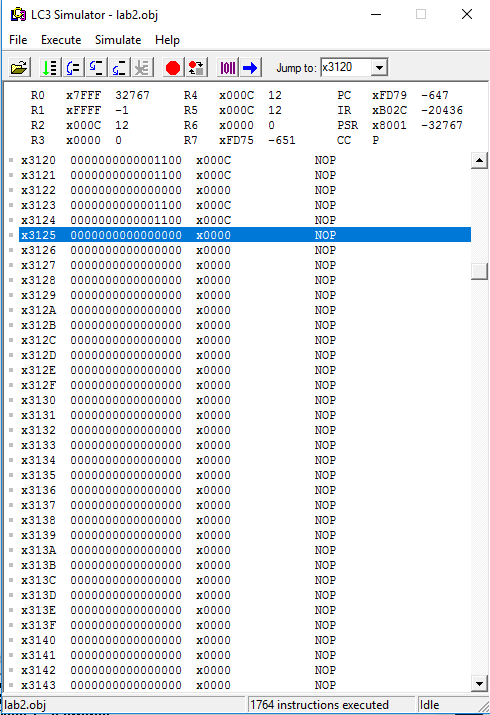 LC3 Simulator - lab2.obj
File Execute Simulate Help
Jump to: x3120
R0 x7FFF 32767 R4 x000C 12 PC xFD79 -647
R1 xFFFF -1 R5 x000C 12 IR xB02C -20436
R2 x000C 12 R6 x0000 0 PSR x8001 -32767
R3 x0000 0 R7 xFD75 -651 CC P
x3120 0000000000001100 x000C NOP
x3121 0000000000001100 x000C NOP
x3122 0000000000000000 x0000 NOP
x3123 0000000000001100 x000C NOP
x3124 0000000000001100 x000C NOP
x3125 0000000000000000 x0000 NOP
x3126 0000000000000000 x0000 NOP
x3127 0000000000000000 x0000 NOP
x3128 0000000000000000 x0000 NOP
x3129 0000000000000000 x0000 NOP
x312A 0000000000000000 x0000 NOP
x312B 0000000000000000 x0000 NOP
x312C 0000000000000000 x0000 NOP
x312D 0000000000000000 x0000 NOP
x312E 0000000000000000 x0000 NOP
x312F 0000000000000000 x0000 NOP
x3130 0000000000000000 x0000 NOP
x3131 0000000000000000 x0000 NOP
x3132 0000000000000000 x0000 NOP
x3133 0000000000000000 x0000 NOP
x3134 0000000000000000 x0000 NOP
x3135 0000000000000000 x0000 NOP
x3136 0000000000000000 x0000 NOP
x3137 0000000000000000 x0000 NOP
x3138 0000000000000000 x0000 NOP
x3139 0000000000000000 x0000 NOP
x313A 0000000000000000 x0000 NOP
x313B 0000000000000000 x0000 NOP
x313C 0000000000000000 x0000 NOP
x313D 0000000000000000 x0000 NOP
x313E 0000000000000000 x0000 NOP
x313F 0000000000000000 x0000 NOP
x3140 0000000000000000 x0000 NOP
x3141 0000000000000000 x0000 NOP
x3142 0000000000000000 x0000 NOP
x3143 0000000000000000 x0000 NOP
lab2.obj 1764 instructions executed Idle